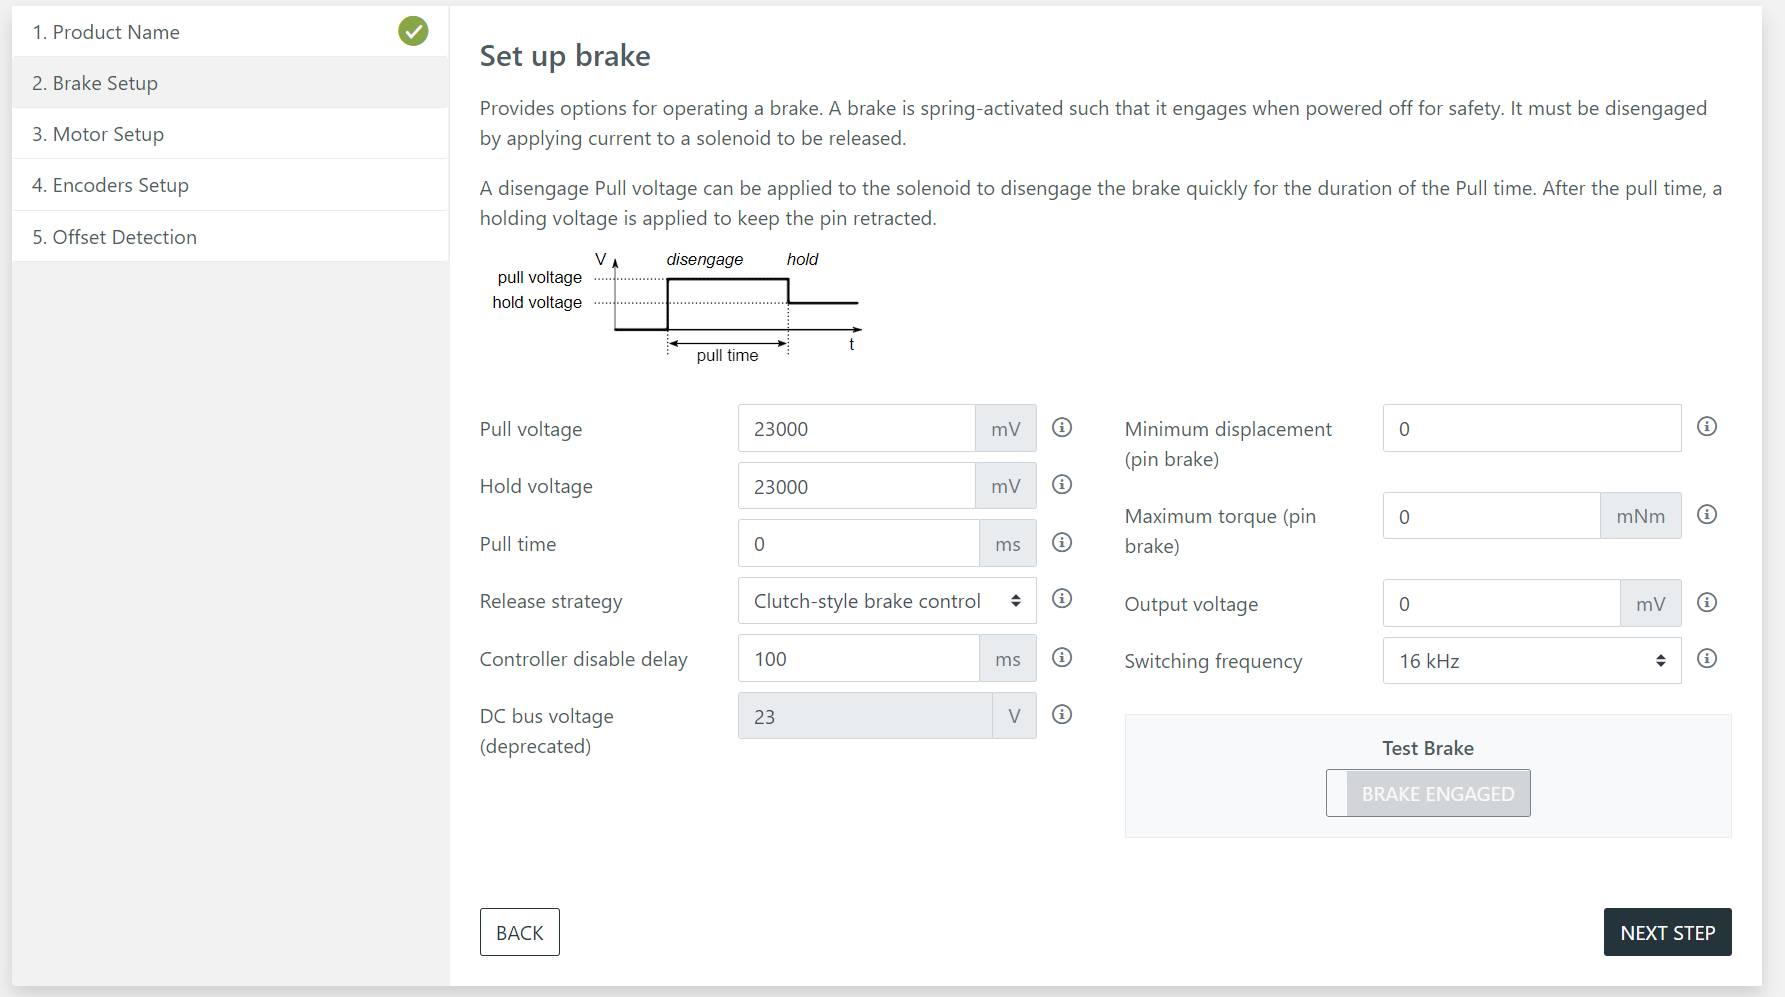 1. Product Name
2. Brake Setup
3. Motor Setup
4. Encoders Setup
5. Offset Detection
Set up brake
Provides options for operating a brake. A brake is spring-activated such that it engages when powered off for safety. It must be disengaged
by applying current to a solenoid to be released.
A disengage Pull voltage can be applied to the solenoid to disengage the brake quickly for the duration of the Pull time. After the pull time, a
holding voltage is applied to keep the pin retracted.
V disengage hold
pull voltage
hold voltage
t
pull time
Pull voltage 23000 mV
Hold voltage 23000 mV
Pull time 0 ms
Release strategy Clutch-style brake control
Controller disable delay 100 ms
DC bus voltage 23 V
(deprecated)
Minimum displacement 0
(pin brake)
Maximum torque (pin 0 mNm
brake)
Output voltage 0 mV
Switching frequency 16 kHz
Test Brake
BRAKE ENGAGED
BACK
NEXT STEP